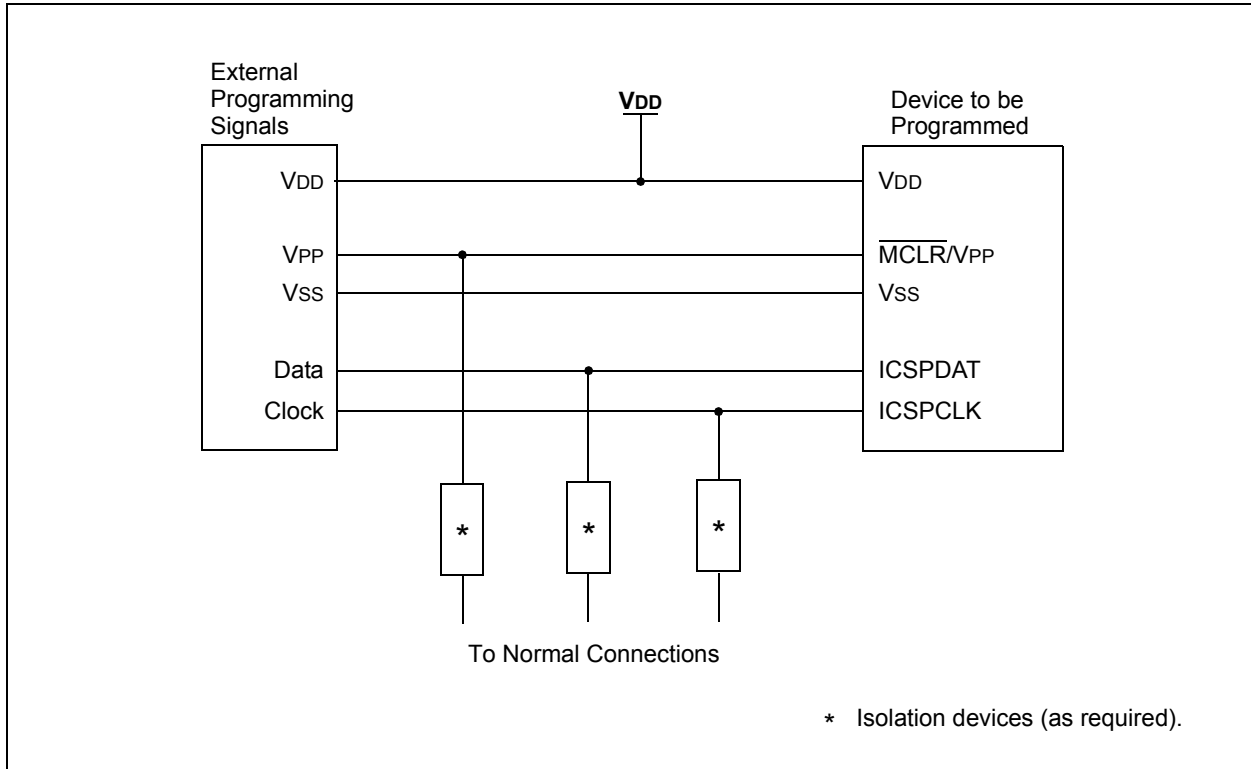 External
Programming
Signals
VDD
Device to be
Programmed
VDD
VDD
VPP
MCLR/VPP
VSS
VSS
Data
ICSPDAT
Clock
ICSPCLK
*
*
*
To Normal Connections
* Isolation devices (as required).